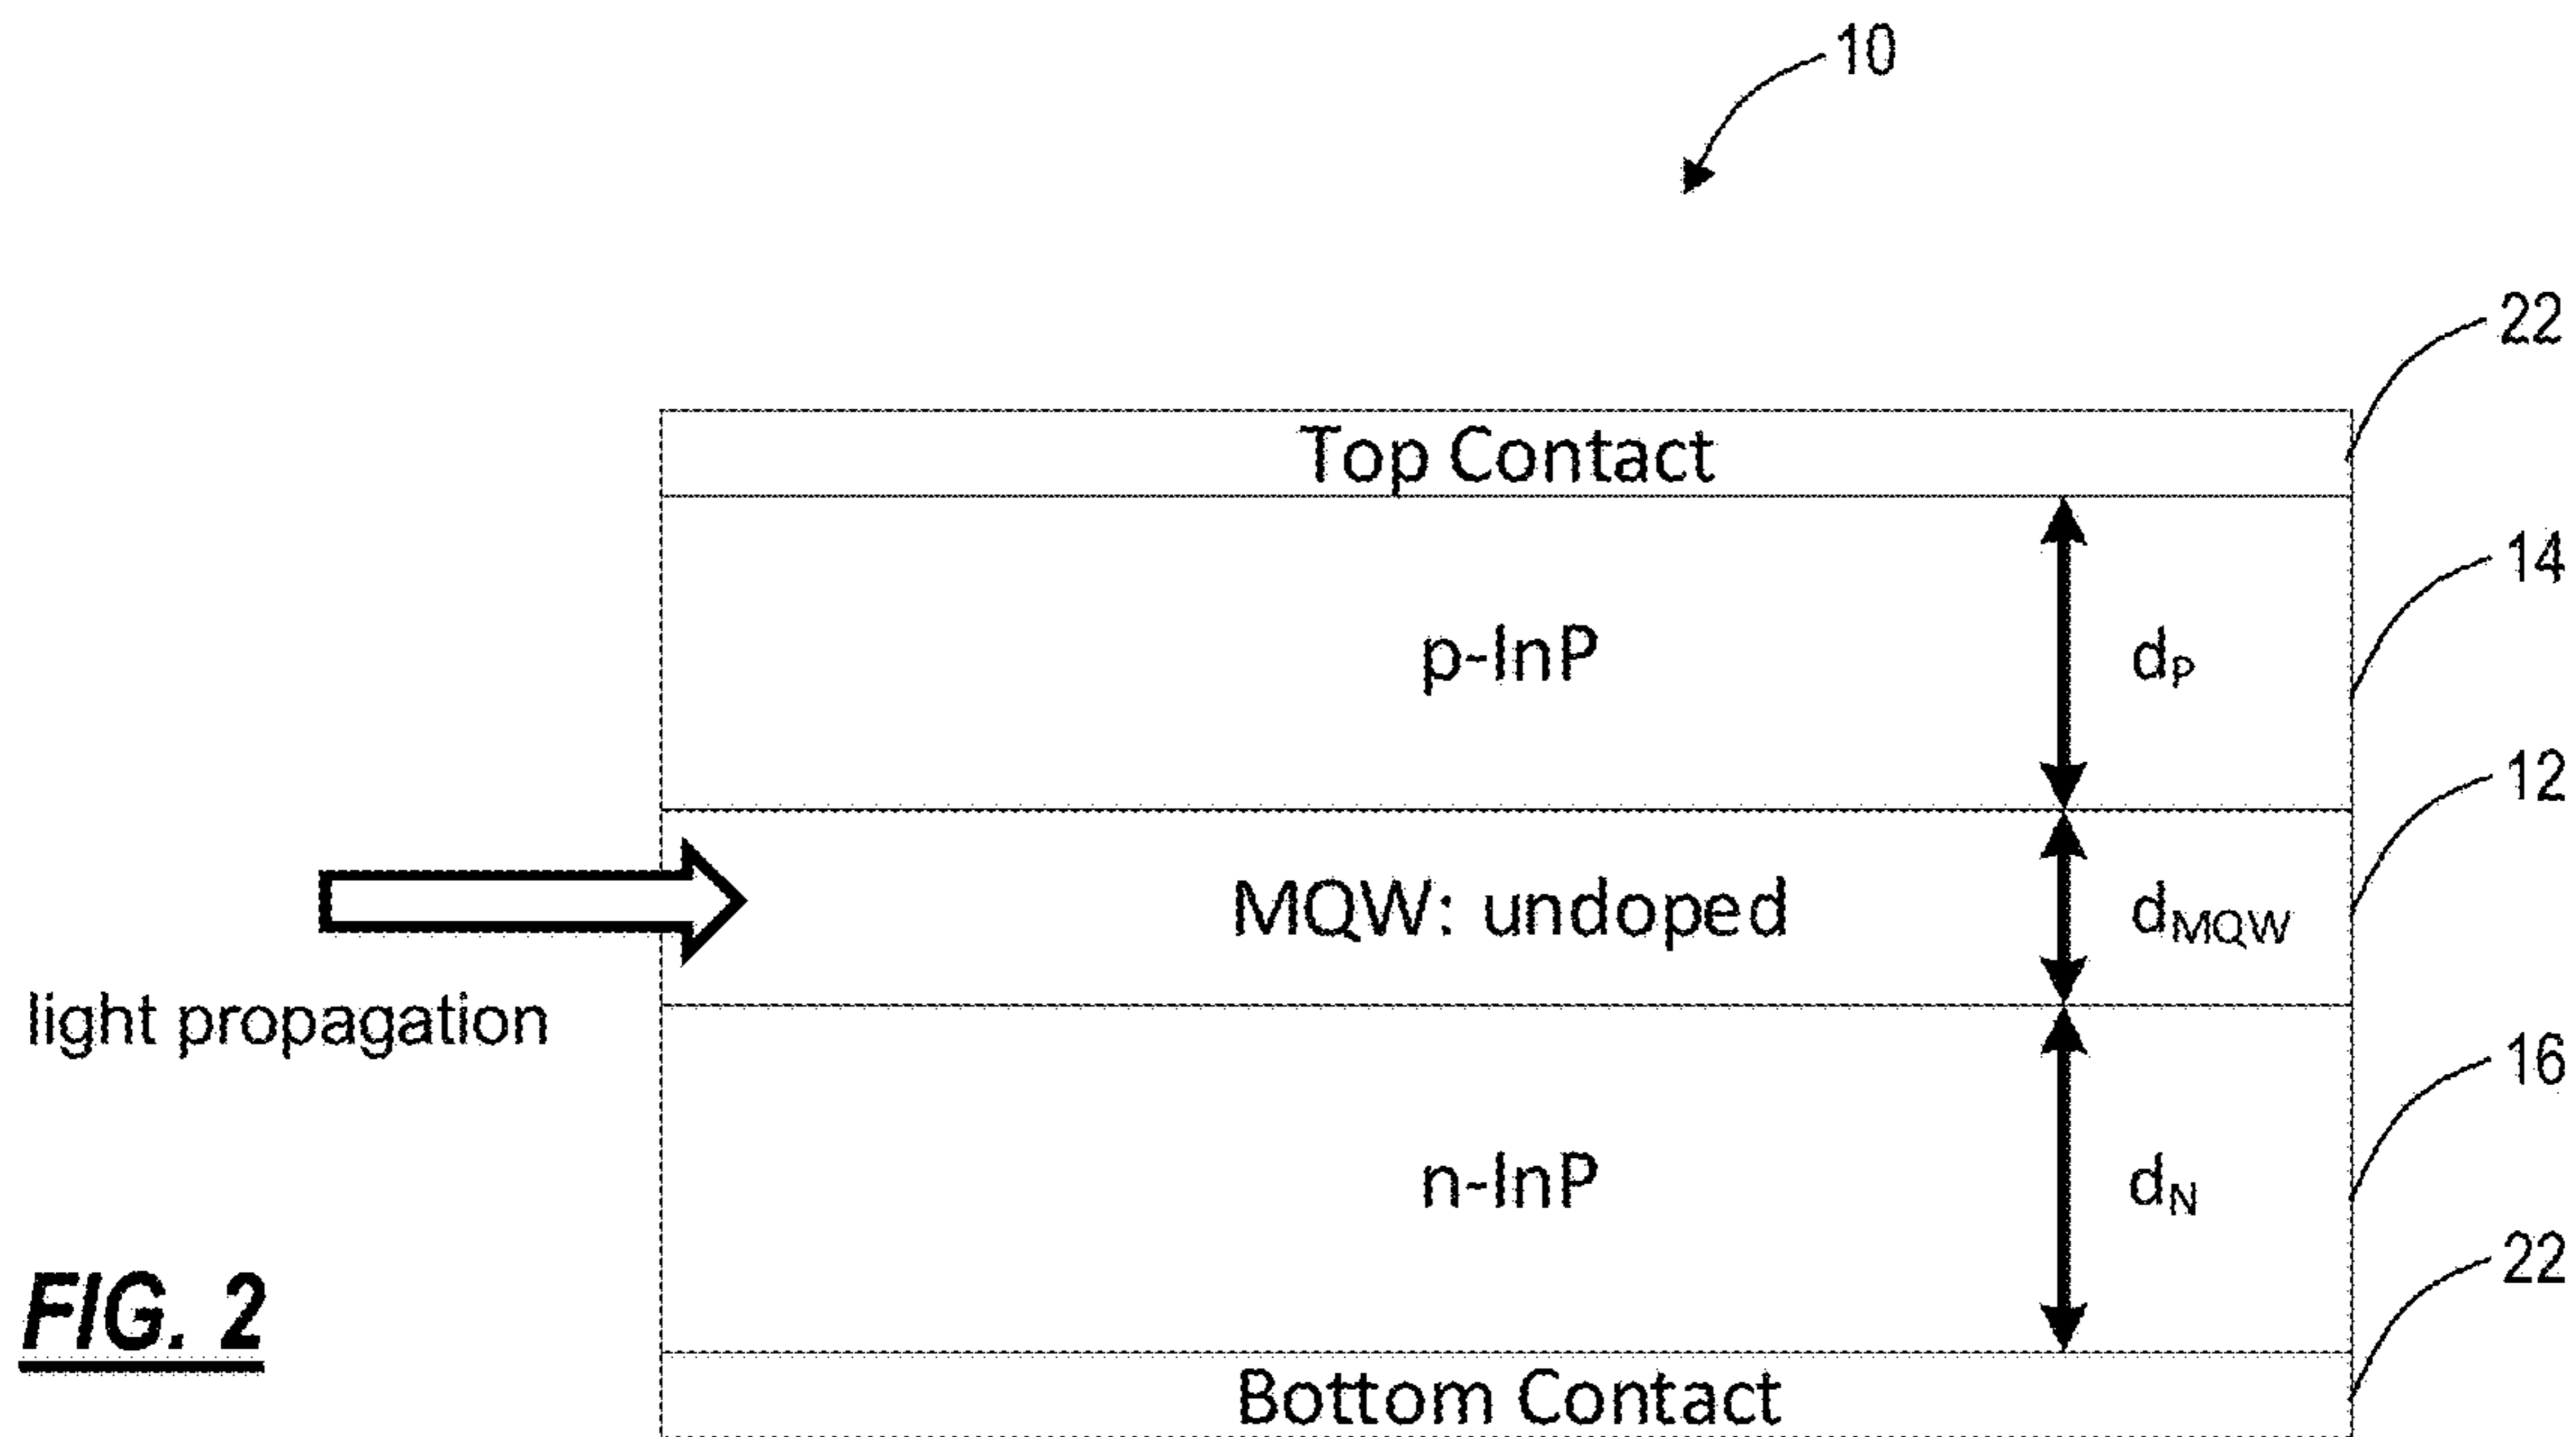 10
22
Top Contact
14
p-InP
dP
12
MQW: undoped
dMQW
light propagation
16
n-InP
dN
22
FIG. 2
Bottom Contact